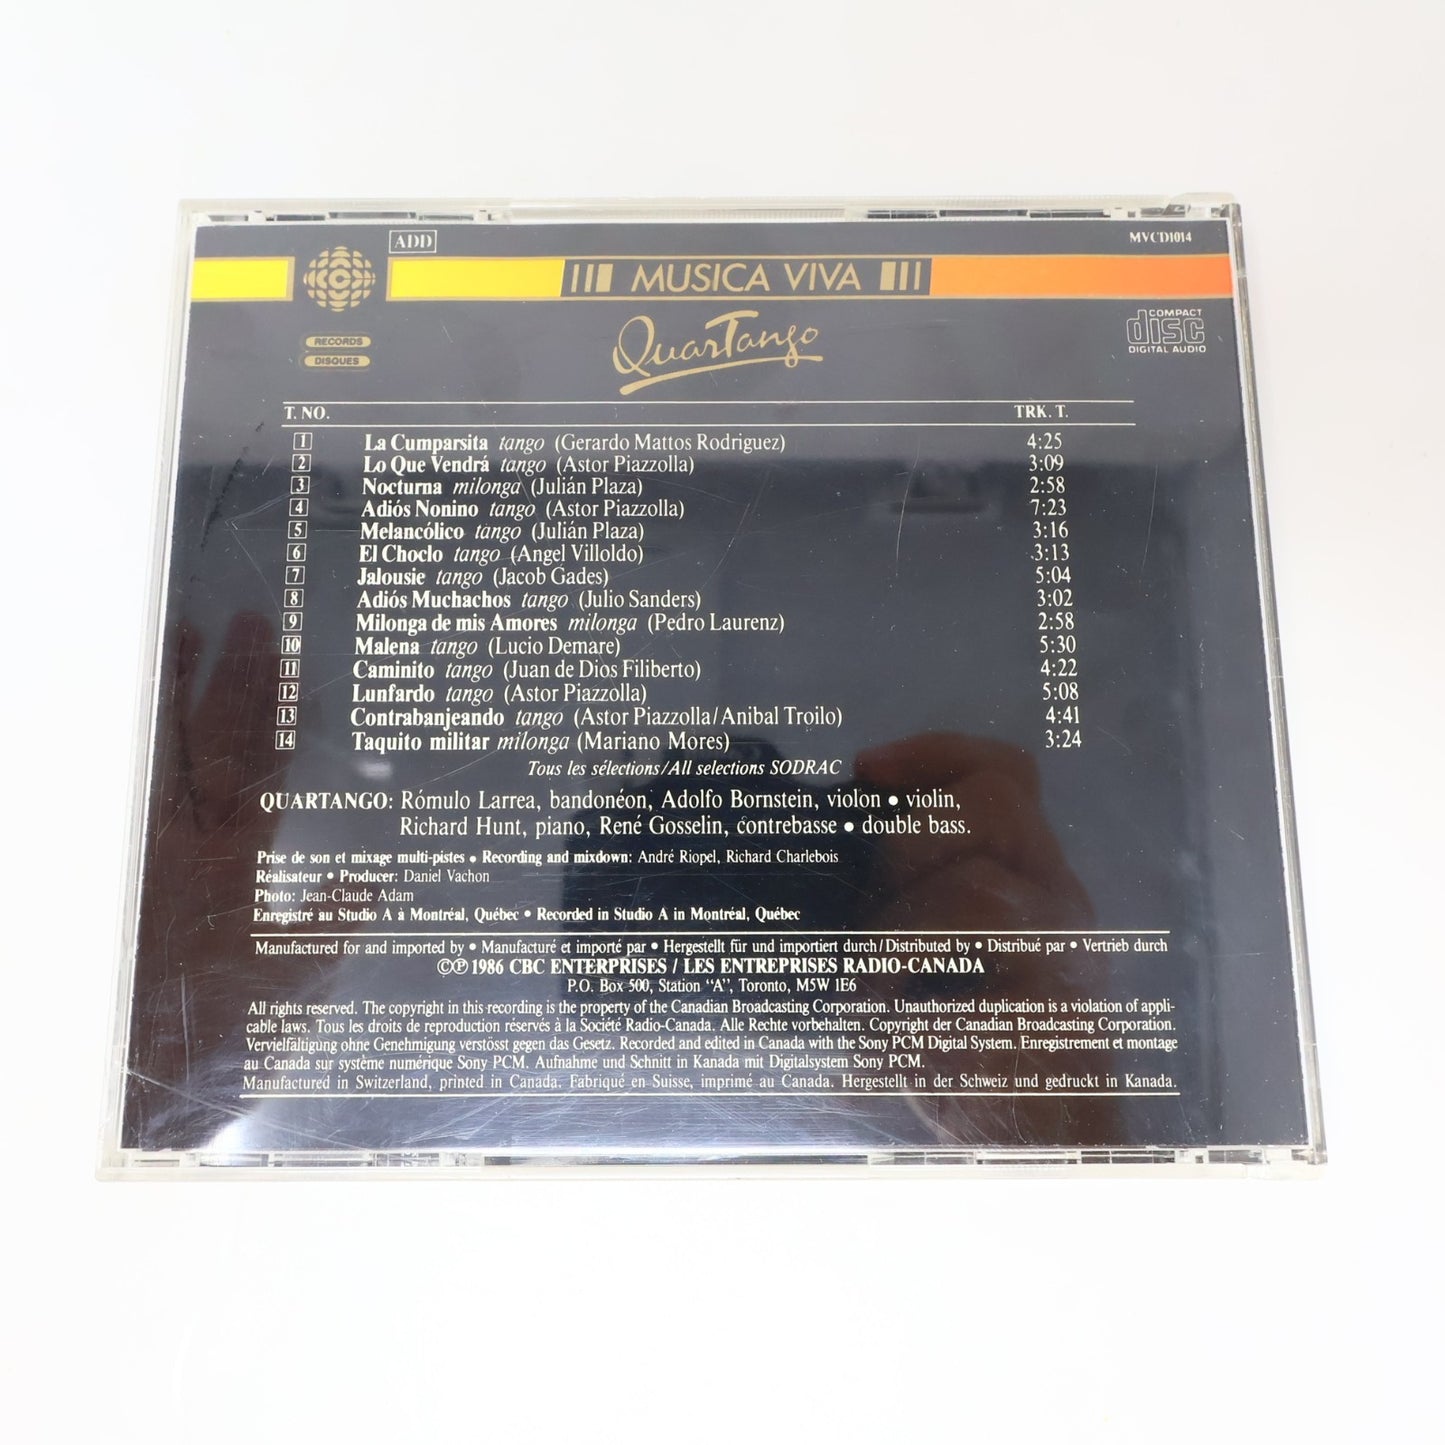 ADD
MVCD1014
MUSICA VIVA
QuarTango
RECORDS
DISQUES
COMPACT
disc
DIGITAL AUDIO
T. NO. TRK. T.
1 La Cumparsita tango (Gerardo Mattos Rodriguez) 4:25
2 Lo Que Vendrá tango (Astor Piazzolla) 3:09
3 Nocturna milonga (Julián Plaza) 2:58
4 Adiós Nonino tango (Astor Piazzolla) 7:23
5 Melancólico tango (Julián Plaza) 3:16
6 El Choclo tango (Angel Villoldo) 3:13
7 Jalousie tango (Jacob Gades) 5:04
8 Adiós Muchachos tango (Julio Sanders) 3:02
9 Milonga de mis Amores milonga (Pedro Laurenz) 2:58
10 Malena tango (Lucio Demare) 5:30
11 Caminito tango (Juan de Dios Filiberto) 4:22
12 Lunfardo tango (Astor Piazzolla) 5:08
13 Contrabanjeando tango (Astor Piazzolla/Anibal Troilo) 4:41
14 Taquito militar milonga (Mariano Mores) 3:24
Tous les sélections/All selections SODRAC
QUARTANGO: Rómulo Larrea, bandonéon, Adolfo Bornstein, violon • violin,
Richard Hunt, piano, René Gosselin, contrebasse • double bass.
Prise de son et mixage multi-pistes • Recording and mixdown: André Riopel, Richard Charlebois
Réalisateur • Producer: Daniel Vachon
Photo: Jean-Claude Adam
Enregistré au Studio A à Montréal, Québec • Recorded in Studio A in Montréal, Québec
Manufactured for and imported by • Manufacturé et importé par • Hergestellt für und importiert durch/Distributed by • Distribué par • Vertrieb durch
©℗ 1986 CBC ENTERPRISES / LES ENTREPRISES RADIO-CANADA
P.O. Box 500, Station "A", Toronto, M5W 1E6
All rights reserved. The copyright in this recording is the property of the Canadian Broadcasting Corporation. Unauthorized duplication is a violation of appli-
cable laws. Tous les droits de reproduction réservés à la Société Radio-Canada. Alle Rechte vorbehalten. Copyright der Canadian Broadcasting Corporation.
Vervielfältigung ohne Genehmigung verstösst gegen das Gesetz. Recorded and edited in Canada with the Sony PCM Digital System. Enregistrement et montage
au Canada sur système numérique Sony PCM. Aufnahme und Schnitt in Kanada mit Digitalsystem Sony PCM.
Manufactured in Switzerland, printed in Canada. Fabriqué en Suisse, imprimé au Canada. Hergestellt in der Schweiz und gedruckt in Kanada.